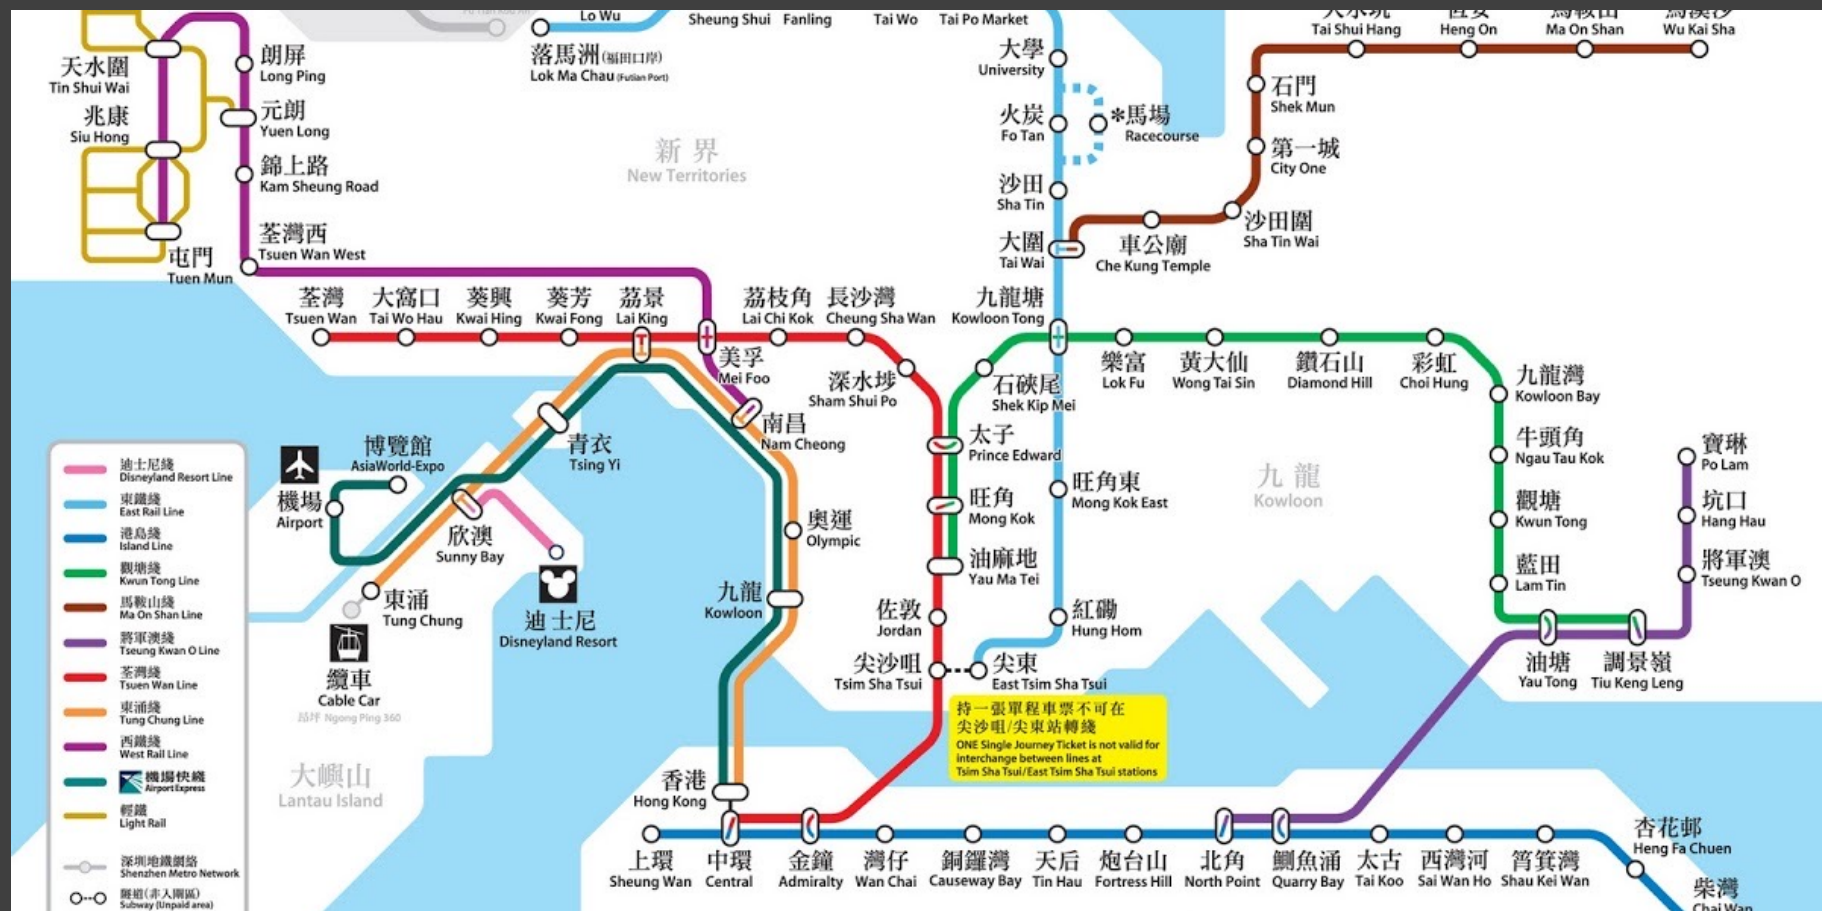 Lo Wu
Sheung Shui
Fanling
Tai Wo
Tai Po Market
落馬洲(福田口岸)
Lok Ma Chau (Futian Port)
大學
University
火炭
Fo Tan
*馬場
Racecourse
沙田
Sha Tin
大圍
Tai Wai
九龍塘
Kowloon Tong
Tai Shui Hang
Heng On
Ma On Shan
Wu Kai Sha
石門
Shek Mun
第一城
City One
沙田圍
Sha Tin Wai
車公廟
Che Kung Temple
天水圍
Tin Shui Wai
兆康
Siu Hong
屯門
Tuen Mun
朗屏
Long Ping
元朗
Yuen Long
錦上路
Kam Sheung Road
荃灣西
Tsuen Wan West
新界
New Territories
荃灣
Tsuen Wan
大窩口
Tai Wo Hau
葵興
Kwai Hing
葵芳
Kwai Fong
荔景
Lai King
美孚
Mei Foo
荔枝角
Lai Chi Kok
長沙灣
Cheung Sha Wan
深水埗
Sham Shui Po
石硤尾
Shek Kip Mei
太子
Prince Edward
旺角
Mong Kok
油麻地
Yau Ma Tei
佐敦
Jordan
尖沙咀
Tsim Sha Tsui
旺角東
Mong Kok East
紅磡
Hung Hom
尖東
East Tsim Sha Tsui
持一張單程車票不可在
尖沙咀/尖東站轉綫
ONE Single Journey Ticket is not valid for
interchange between lines at
Tsim Sha Tsui/East Tsim Sha Tsui stations
樂富
Lok Fu
黃大仙
Wong Tai Sin
鑽石山
Diamond Hill
彩虹
Choi Hung
九龍灣
Kowloon Bay
牛頭角
Ngau Tau Kok
觀塘
Kwun Tong
藍田
Lam Tin
油塘
Yau Tong
調景嶺
Tiu Keng Leng
寶琳
Po Lam
坑口
Hang Hau
將軍澳
Tseung Kwan O
九龍
Kowloon
南昌
Nam Cheong
奧運
Olympic
九龍
Kowloon
青衣
Tsing Yi
博覽館
AsiaWorld-Expo
機場
Airport
欣澳
Sunny Bay
東涌
Tung Chung
迪士尼
Disneyland Resort
纜車
Cable Car
昂坪 Ngong Ping 360
大嶼山
Lantau Island
香港
Hong Kong
上環
Sheung Wan
中環
Central
金鐘
Admiralty
灣仔
Wan Chai
銅鑼灣
Causeway Bay
天后
Tin Hau
炮台山
Fortress Hill
北角
North Point
鰂魚涌
Quarry Bay
太古
Tai Koo
西灣河
Sai Wan Ho
筲箕灣
Shau Kei Wan
杏花邨
Heng Fa Chuen
柴灣
Chai Wan
迪士尼綫
Disneyland Resort Line
東鐵綫
East Rail Line
港島綫
Island Line
觀塘綫
Kwun Tong Line
馬鞍山綫
Ma On Shan Line
將軍澳綫
Tseung Kwan O Line
荃灣綫
Tsuen Wan Line
東涌綫
Tung Chung Line
西鐵綫
West Rail Line
機場快綫
Airport Express
輕鐵
Light Rail
深圳地鐵網絡
Shenzhen Metro Network
隧道(非入閘區)
Subway (Unpaid area)